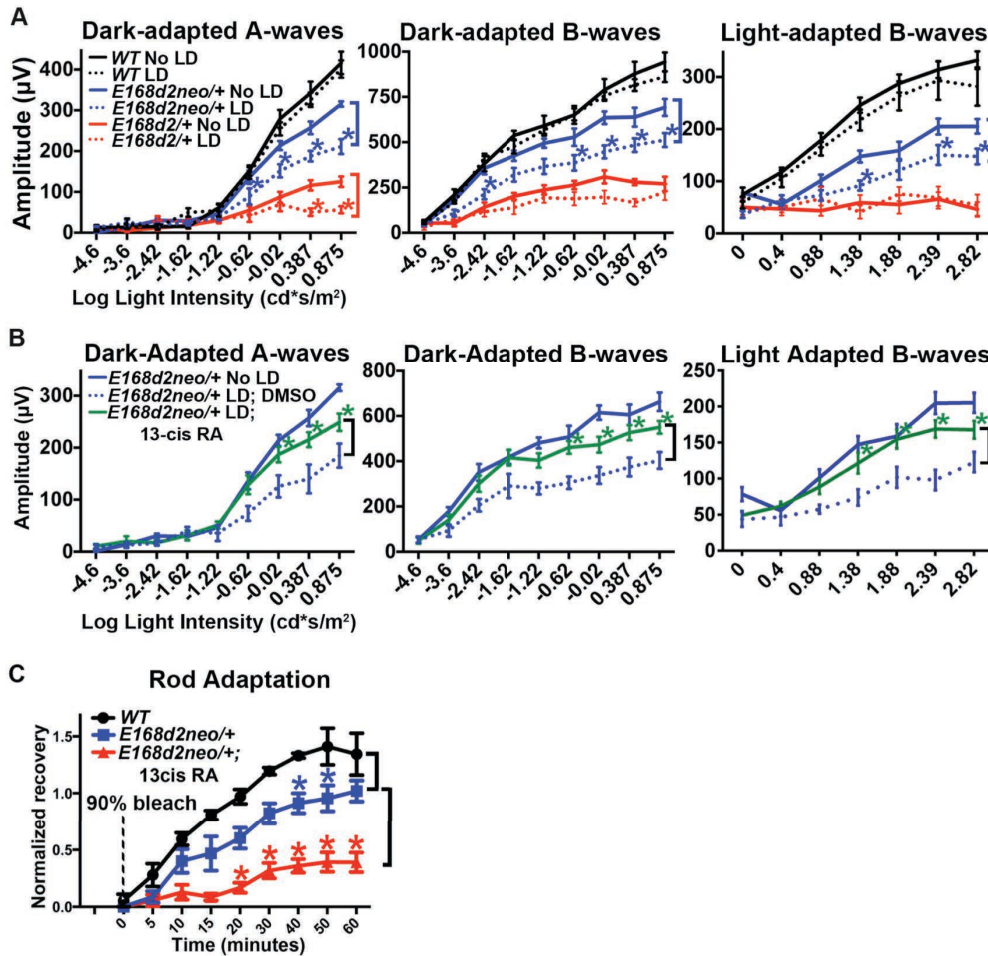 A
Dark-adapted A-waves
Dark-adapted B-waves
Light-adapted B-waves
WT No LD
WT LD
E168d2neo/+ No LD
E168d2neo/+ LD
E168d2/+ No LD
E168d2/+ LD
Amplitude (µV)
400
300
200
100
0
1000
750
500
250
0
300
200
100
0
-4.6 -3.6 -2.42 -1.62 -1.22 -0.62 -0.02 0.387 0.875
-4.6 -3.6 -2.42 -1.62 -1.22 -0.62 -0.02 0.387 0.875
0 0.4 0.88 1.38 1.88 2.39 2.82
Log Light Intensity (cd*s/m²)
B
Dark-Adapted A-waves
Dark-Adapted B-waves
Light Adapted B-waves
E168d2neo/+ No LD
E168d2neo/+ LD; DMSO
E168d2neo/+ LD;
13-cis RA
Amplitude (µV)
300
200
100
0
800
600
400
200
0
250
200
150
100
50
0
-4.6 -3.6 -2.42 -1.62 -1.22 -0.62 -0.02 0.387 0.875
-4.6 -3.6 -2.42 -1.62 -1.22 -0.62 -0.02 0.387 0.875
0 0.4 0.88 1.38 1.88 2.39 2.82
Log Light Intensity (cd*s/m²)
C
Rod Adaptation
WT
E168d2neo/+
E168d2neo/+;
13cis RA
90% bleach
Normalized recovery
1.5
1.0
0.5
0.0
0 5 10 15 20 30 40 50 60
Time (minutes)